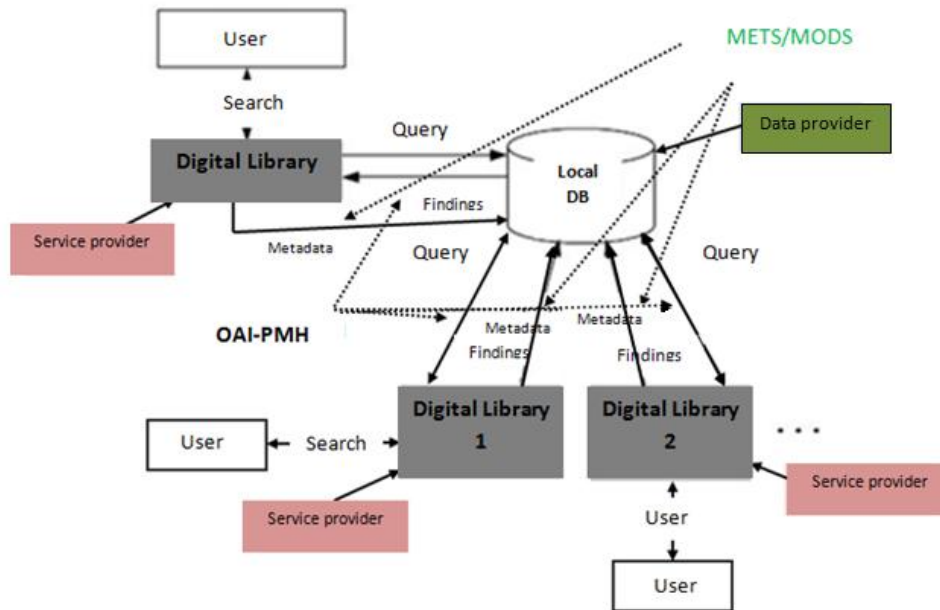 User
METS/MODS
Search
Query
Data provider
Digital Library
Local
DB
Findings
Service provider
Metadata
Query
Query
OAI-PMH
Metadata
Metadata
Findings
Findings
Digital Library
1
Digital Library
2
. . .
User
Search
Service provider
Service provider
User
User